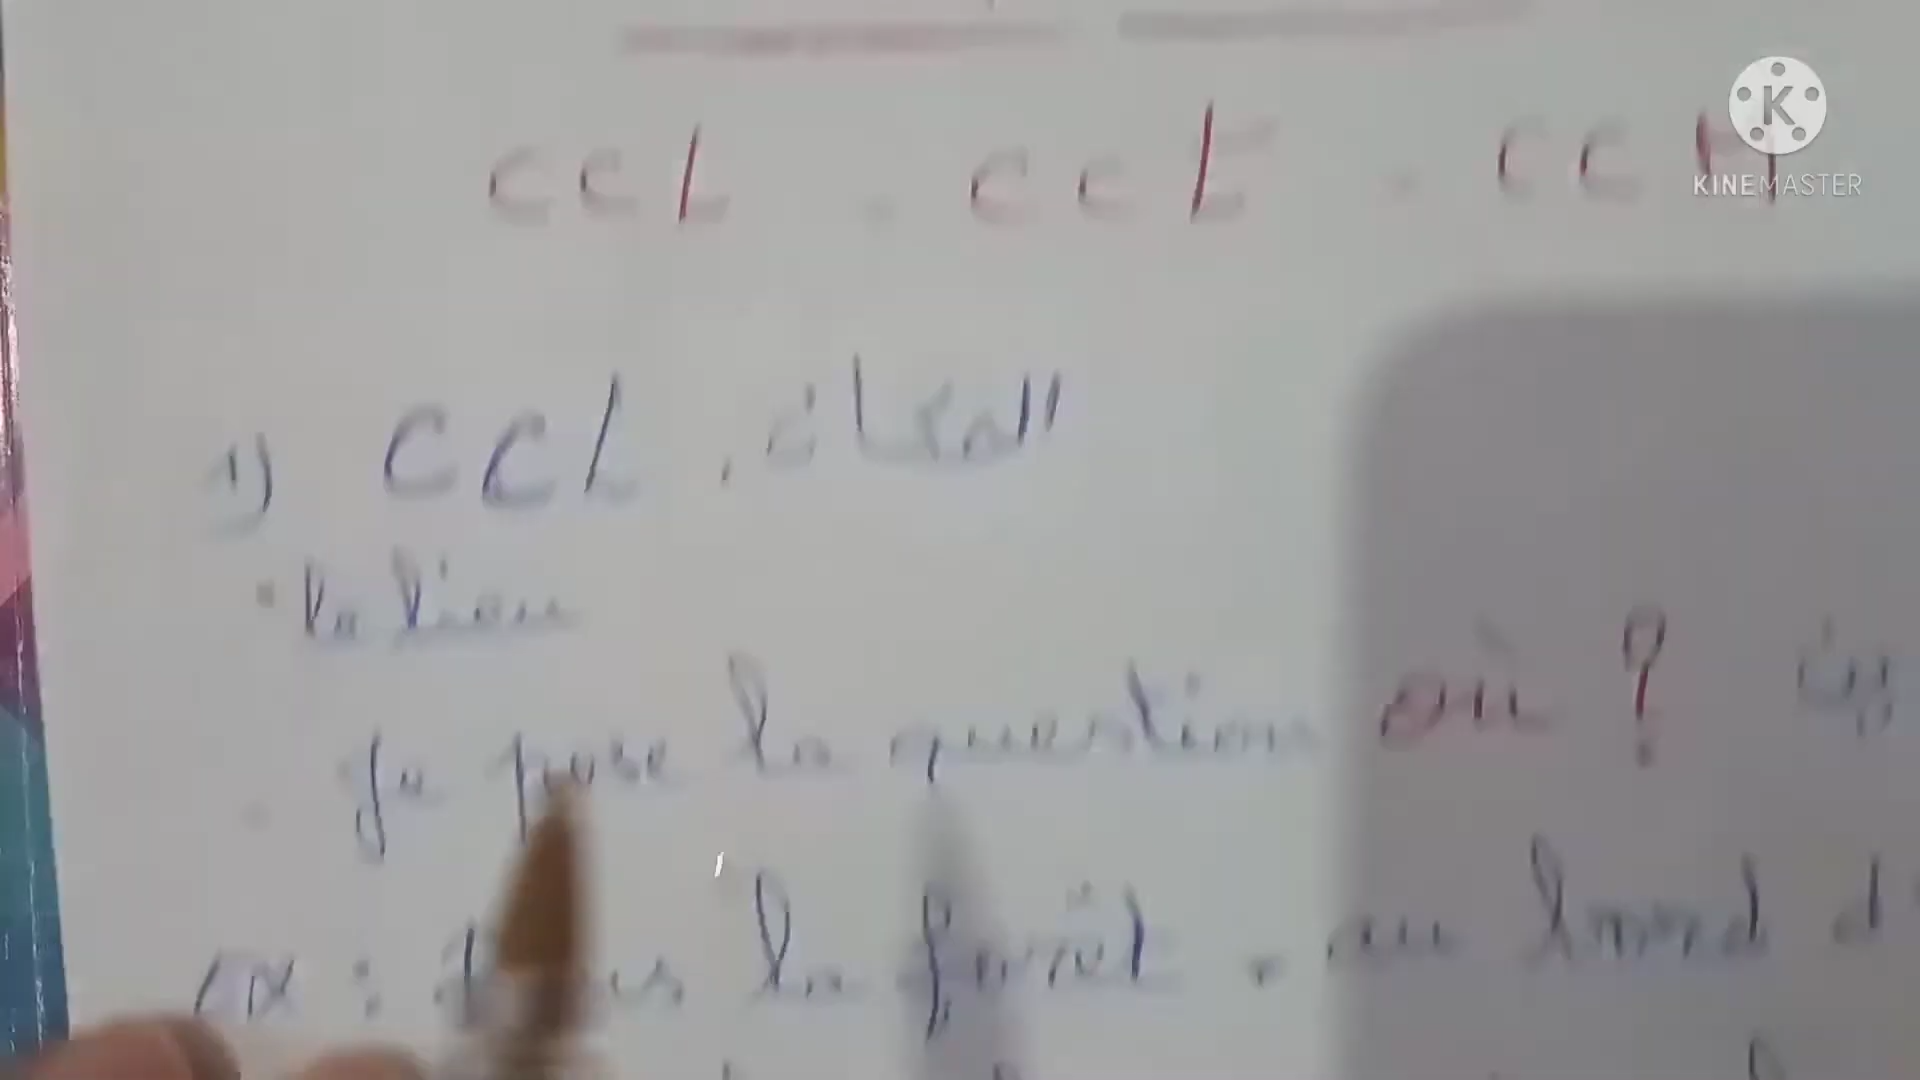 CCL . CCT . CCM
KINEMASTER
1) CCL . المكان
• le lieu
. Je pose la question où ?
ex : dans la forêt . au bord d'